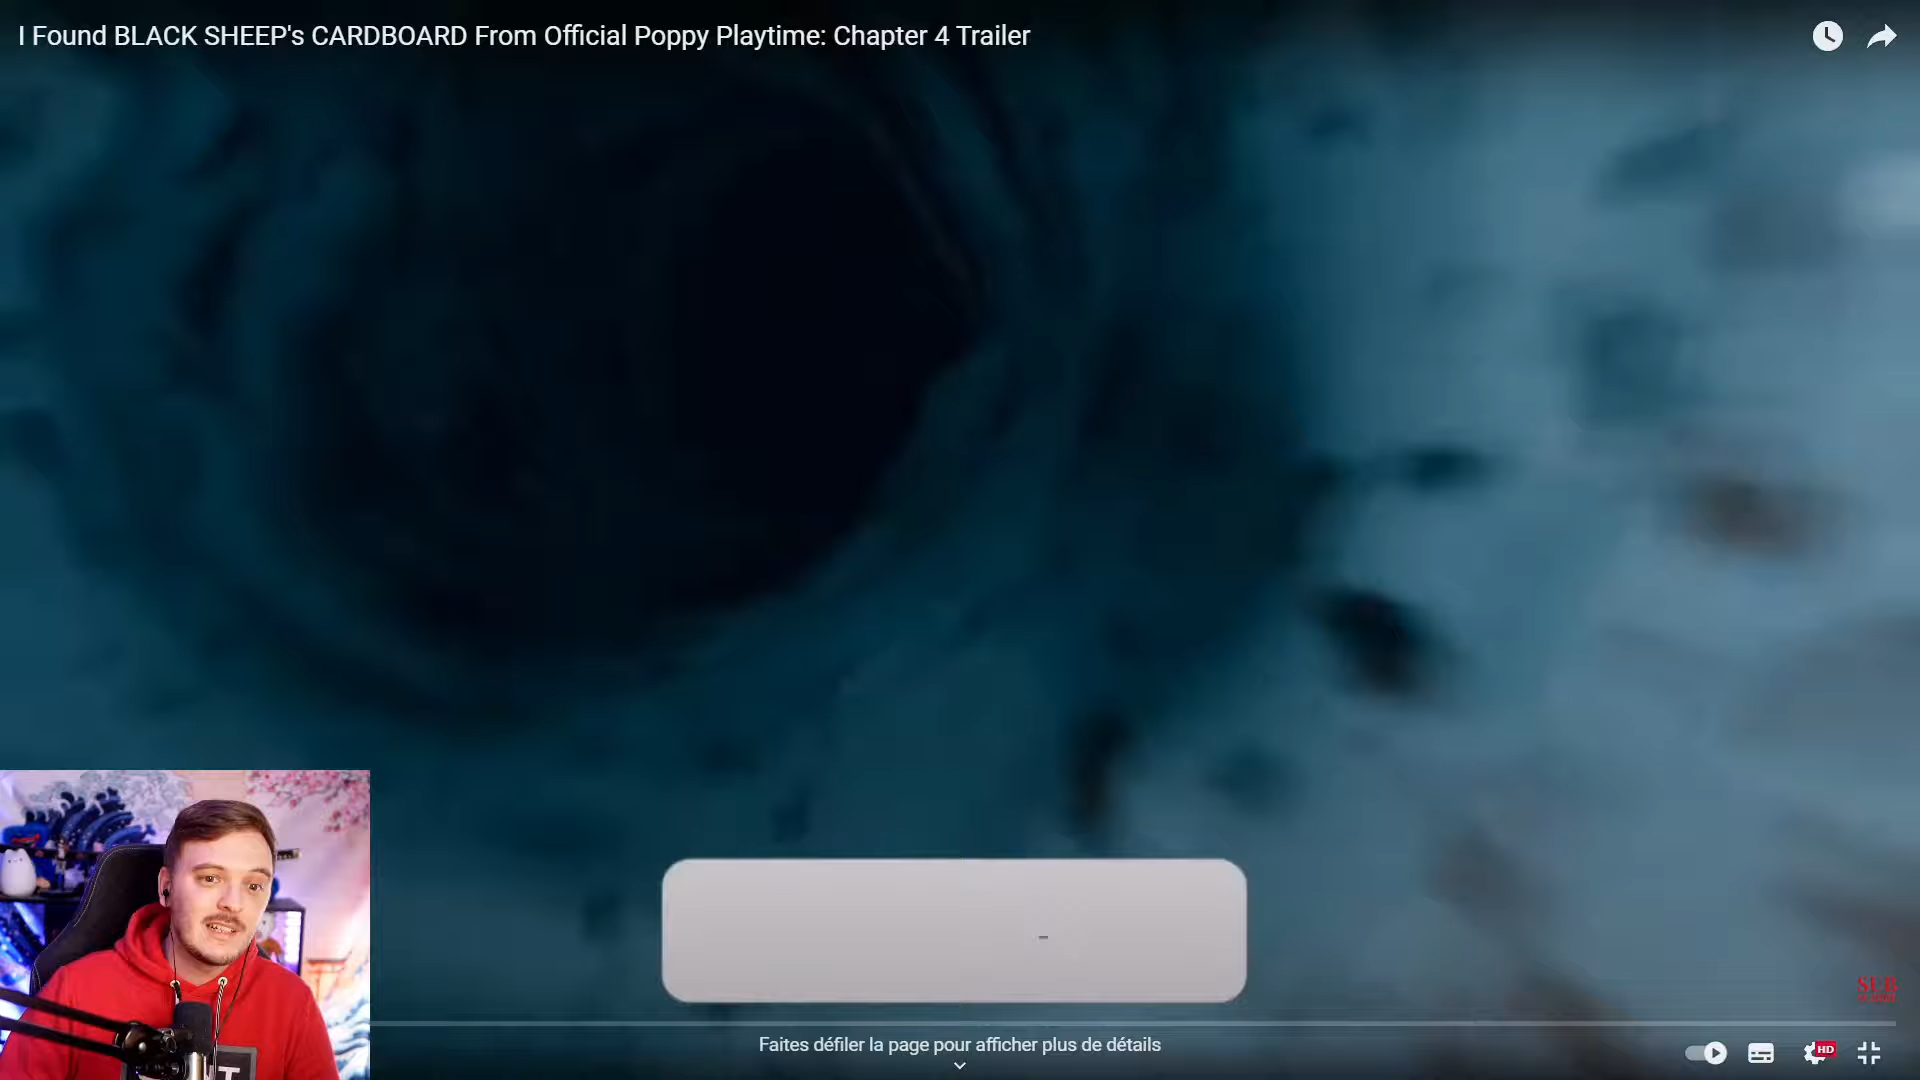 I Found BLACK SHEEP's CARDBOARD From Official Poppy Playtime: Chapter 4 Trailer
SUB
Faites défiler la page pour afficher plus de détails
HD